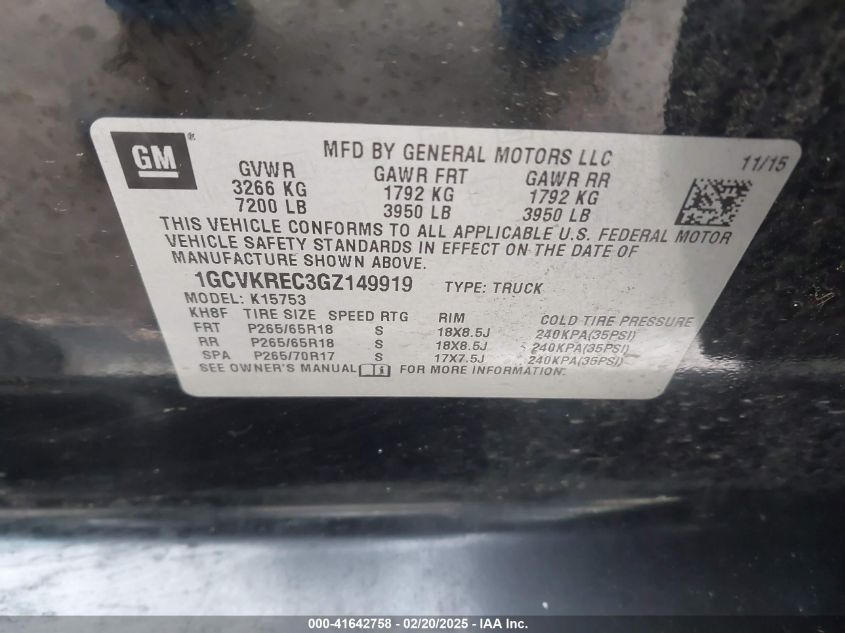 GM®
MFD BY GENERAL MOTORS LLC 11/15
GVWR GAWR FRT GAWR RR
3266 KG 1792 KG 1792 KG
7200 LB 3950 LB 3950 LB
THIS VEHICLE CONFORMS TO ALL APPLICABLE U.S. FEDERAL MOTOR
VEHICLE SAFETY STANDARDS IN EFFECT ON THE DATE OF
MANUFACTURE SHOWN ABOVE.
1GCVKREC3GZ149919 TYPE: TRUCK
MODEL: K15753
KH8F TIRE SIZE SPEED RTG RIM COLD TIRE PRESSURE
FRT P265/65R18 S 18X8.5J 240KPA(35PSI)
RR P265/65R18 S 18X8.5J 240KPA(35PSI)
SPA P265/70R17 S 17X7.5J 240KPA(35PSI)
SEE OWNER'S MANUAL FOR MORE INFORMATION.
000-41642758 - 02/20/2025 - IAA Inc.